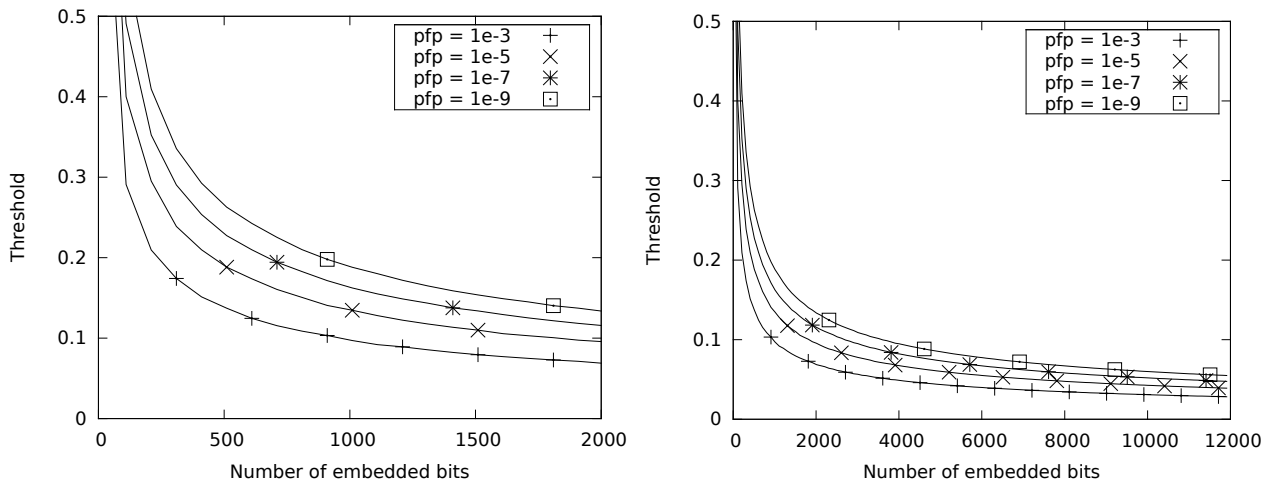 0.5
0.4
0.3
0.2
0.1
0
Threshold
0 500 1000 1500 2000
Number of embedded bits
pfp = 1e-3
pfp = 1e-5
pfp = 1e-7
pfp = 1e-9
0.5
0.4
0.3
0.2
0.1
0
Threshold
0 2000 4000 6000 8000 10000 12000
Number of embedded bits
pfp = 1e-3
pfp = 1e-5
pfp = 1e-7
pfp = 1e-9